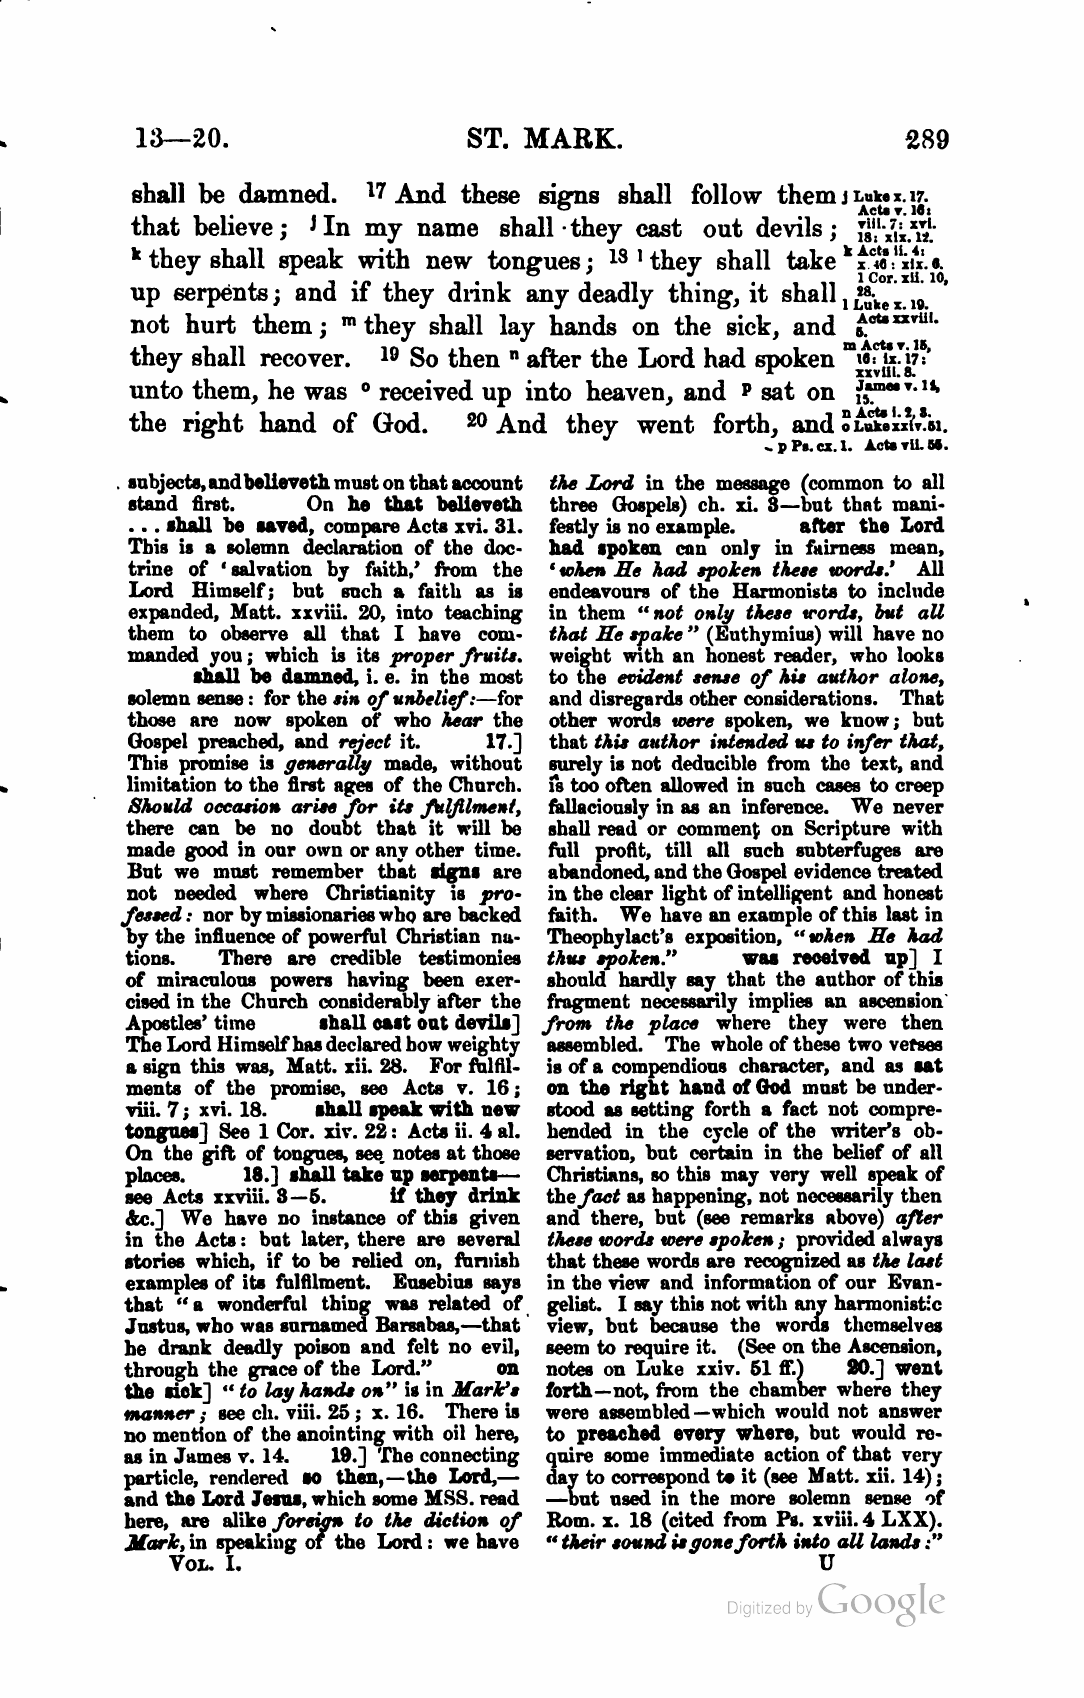 13—20.
ST. MARK.
289
shall be damned. 17 And these signs shall follow them
that believe; j In my name shall they cast out devils;
k they shall speak with new tongues; 18 l they shall take
up serpents; and if they drink any deadly thing, it shall
not hurt them; m they shall lay hands on the sick, and
they shall recover. 19 So then n after the Lord had spoken
unto them, he was o received up into heaven, and p sat on
the right hand of God. 20 And they went forth, and
j Luke x. 17.
Acts v. 16:
viii. 7: xvi.
18: xix. 12.
k Acts ii. 4:
x. 46: xix. 6.
1 Cor. xii. 10,
28.
l Luke x. 19.
Acts xxviii.
5.
m Acts v. 15,
16: ix. 17:
xxviii. 8.
James v. 14,
15.
n Acts i. 2, 3.
o Luke xxiv. 51.
p Ps. cx. 1. Acts vii. 55.
subjects, and believeth must on that account
stand first. On he that believeth
... shall be saved, compare Acts xvi. 31.
This is a solemn declaration of the doc-
trine of ‘salvation by faith,’ from the
Lord Himself; but such a faith as is
expanded, Matt. xxviii. 20, into teaching
them to observe all that I have com-
manded you; which is its proper fruits.
shall be damned, i. e. in the most
solemn sense: for the sin of unbelief:—for
those are now spoken of who hear the
Gospel preached, and reject it. 17.]
This promise is generally made, without
limitation to the first ages of the Church.
Should occasion arise for its fulfilment,
there can be no doubt that it will be
made good in our own or any other time.
But we must remember that signs are
not needed where Christianity is pro-
fessed: nor by missionaries who are backed
by the influence of powerful Christian na-
tions. There are credible testimonies
of miraculous powers having been exer-
cised in the Church considerably after the
Apostles’ time shall cast out devils]
The Lord Himself has declared how weighty
a sign this was, Matt. xii. 28. For fulfil-
ments of the promise, see Acts v. 16;
viii. 7; xvi. 18. shall speak with new
tongues] See 1 Cor. xiv. 22: Acts ii. 4 al.
On the gift of tongues, see notes at those
places. 18.] shall take up serpents—
see Acts xxviii. 3—5. if they drink
&c.] We have no instance of this given
in the Acts: but later, there are several
stories which, if to be relied on, furnish
examples of its fulfilment. Eusebius says
that “a wonderful thing was related of
Justus, who was surnamed Barsabas,—that
he drank deadly poison and felt no evil,
through the grace of the Lord.” on
the sick] “to lay hands on” is in Mark’s
manner; see ch. viii. 25; x. 16. There is
no mention of the anointing with oil here,
as in James v. 14. 19.] The connecting
particle, rendered so then,—the Lord,—
and the Lord Jesus, which some MSS. read
here, are alike foreign to the diction of
Mark, in speaking of the Lord: we have
the Lord in the message (common to all
three Gospels) ch. xi. 3—but that mani-
festly is no example. after the Lord
had spoken can only in fairness mean,
‘when He had spoken these words.’ All
endeavours of the Harmonists to include
in them “not only these words, but all
that He spake” (Euthymius) will have no
weight with an honest reader, who looks
to the evident sense of his author alone,
and disregards other considerations. That
other words were spoken, we know; but
that this author intended us to infer that,
surely is not deducible from the text, and
is too often allowed in such cases to creep
fallaciously in as an inference. We never
shall read or comment on Scripture with
full profit, till all such subterfuges are
abandoned, and the Gospel evidence treated
in the clear light of intelligent and honest
faith. We have an example of this last in
Theophylact’s exposition, “when He had
thus spoken.” was received up] I
should hardly say that the author of this
fragment necessarily implies an ascension
from the place where they were then
assembled. The whole of these two verses
is of a compendious character, and as sat
on the right hand of God must be under-
stood as setting forth a fact not compre-
hended in the cycle of the writer’s ob-
servation, but certain in the belief of all
Christians, so this may very well speak of
the fact as happening, not necessarily then
and there, but (see remarks above) after
these words were spoken; provided always
that these words are recognized as the last
in the view and information of our Evan-
gelist. I say this not with any harmonistic
view, but because the words themselves
seem to require it. (See on the Ascension,
notes on Luke xxiv. 51 ff.) 20.] went
forth—not, from the chamber where they
were assembled—which would not answer
to preached every where, but would re-
quire some immediate action of that very
day to correspond to it (see Matt. xii. 14);
—but used in the more solemn sense of
Rom. x. 18 (cited from Ps. xviii. 4 LXX).
“their sound is gone forth into all lands:”
VOL. I.
U
Digitized by Google